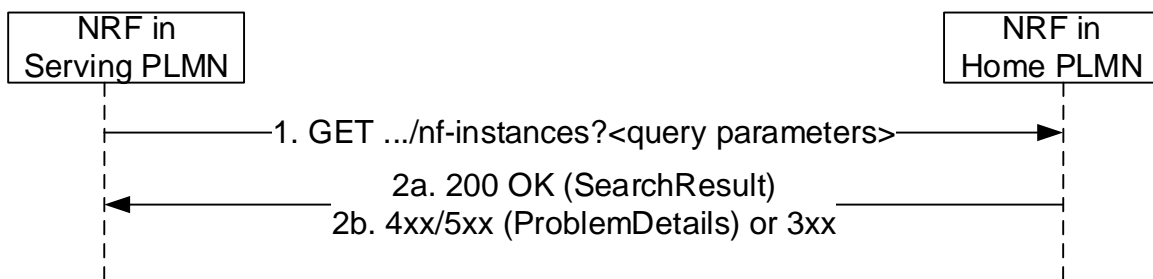 NRF in
Serving PLMN
NRF in
Home PLMN
1. GET .../nf-instances?<query parameters>
2a. 200 OK (SearchResult)
2b. 4xx/5xx (ProblemDetails) or 3xx